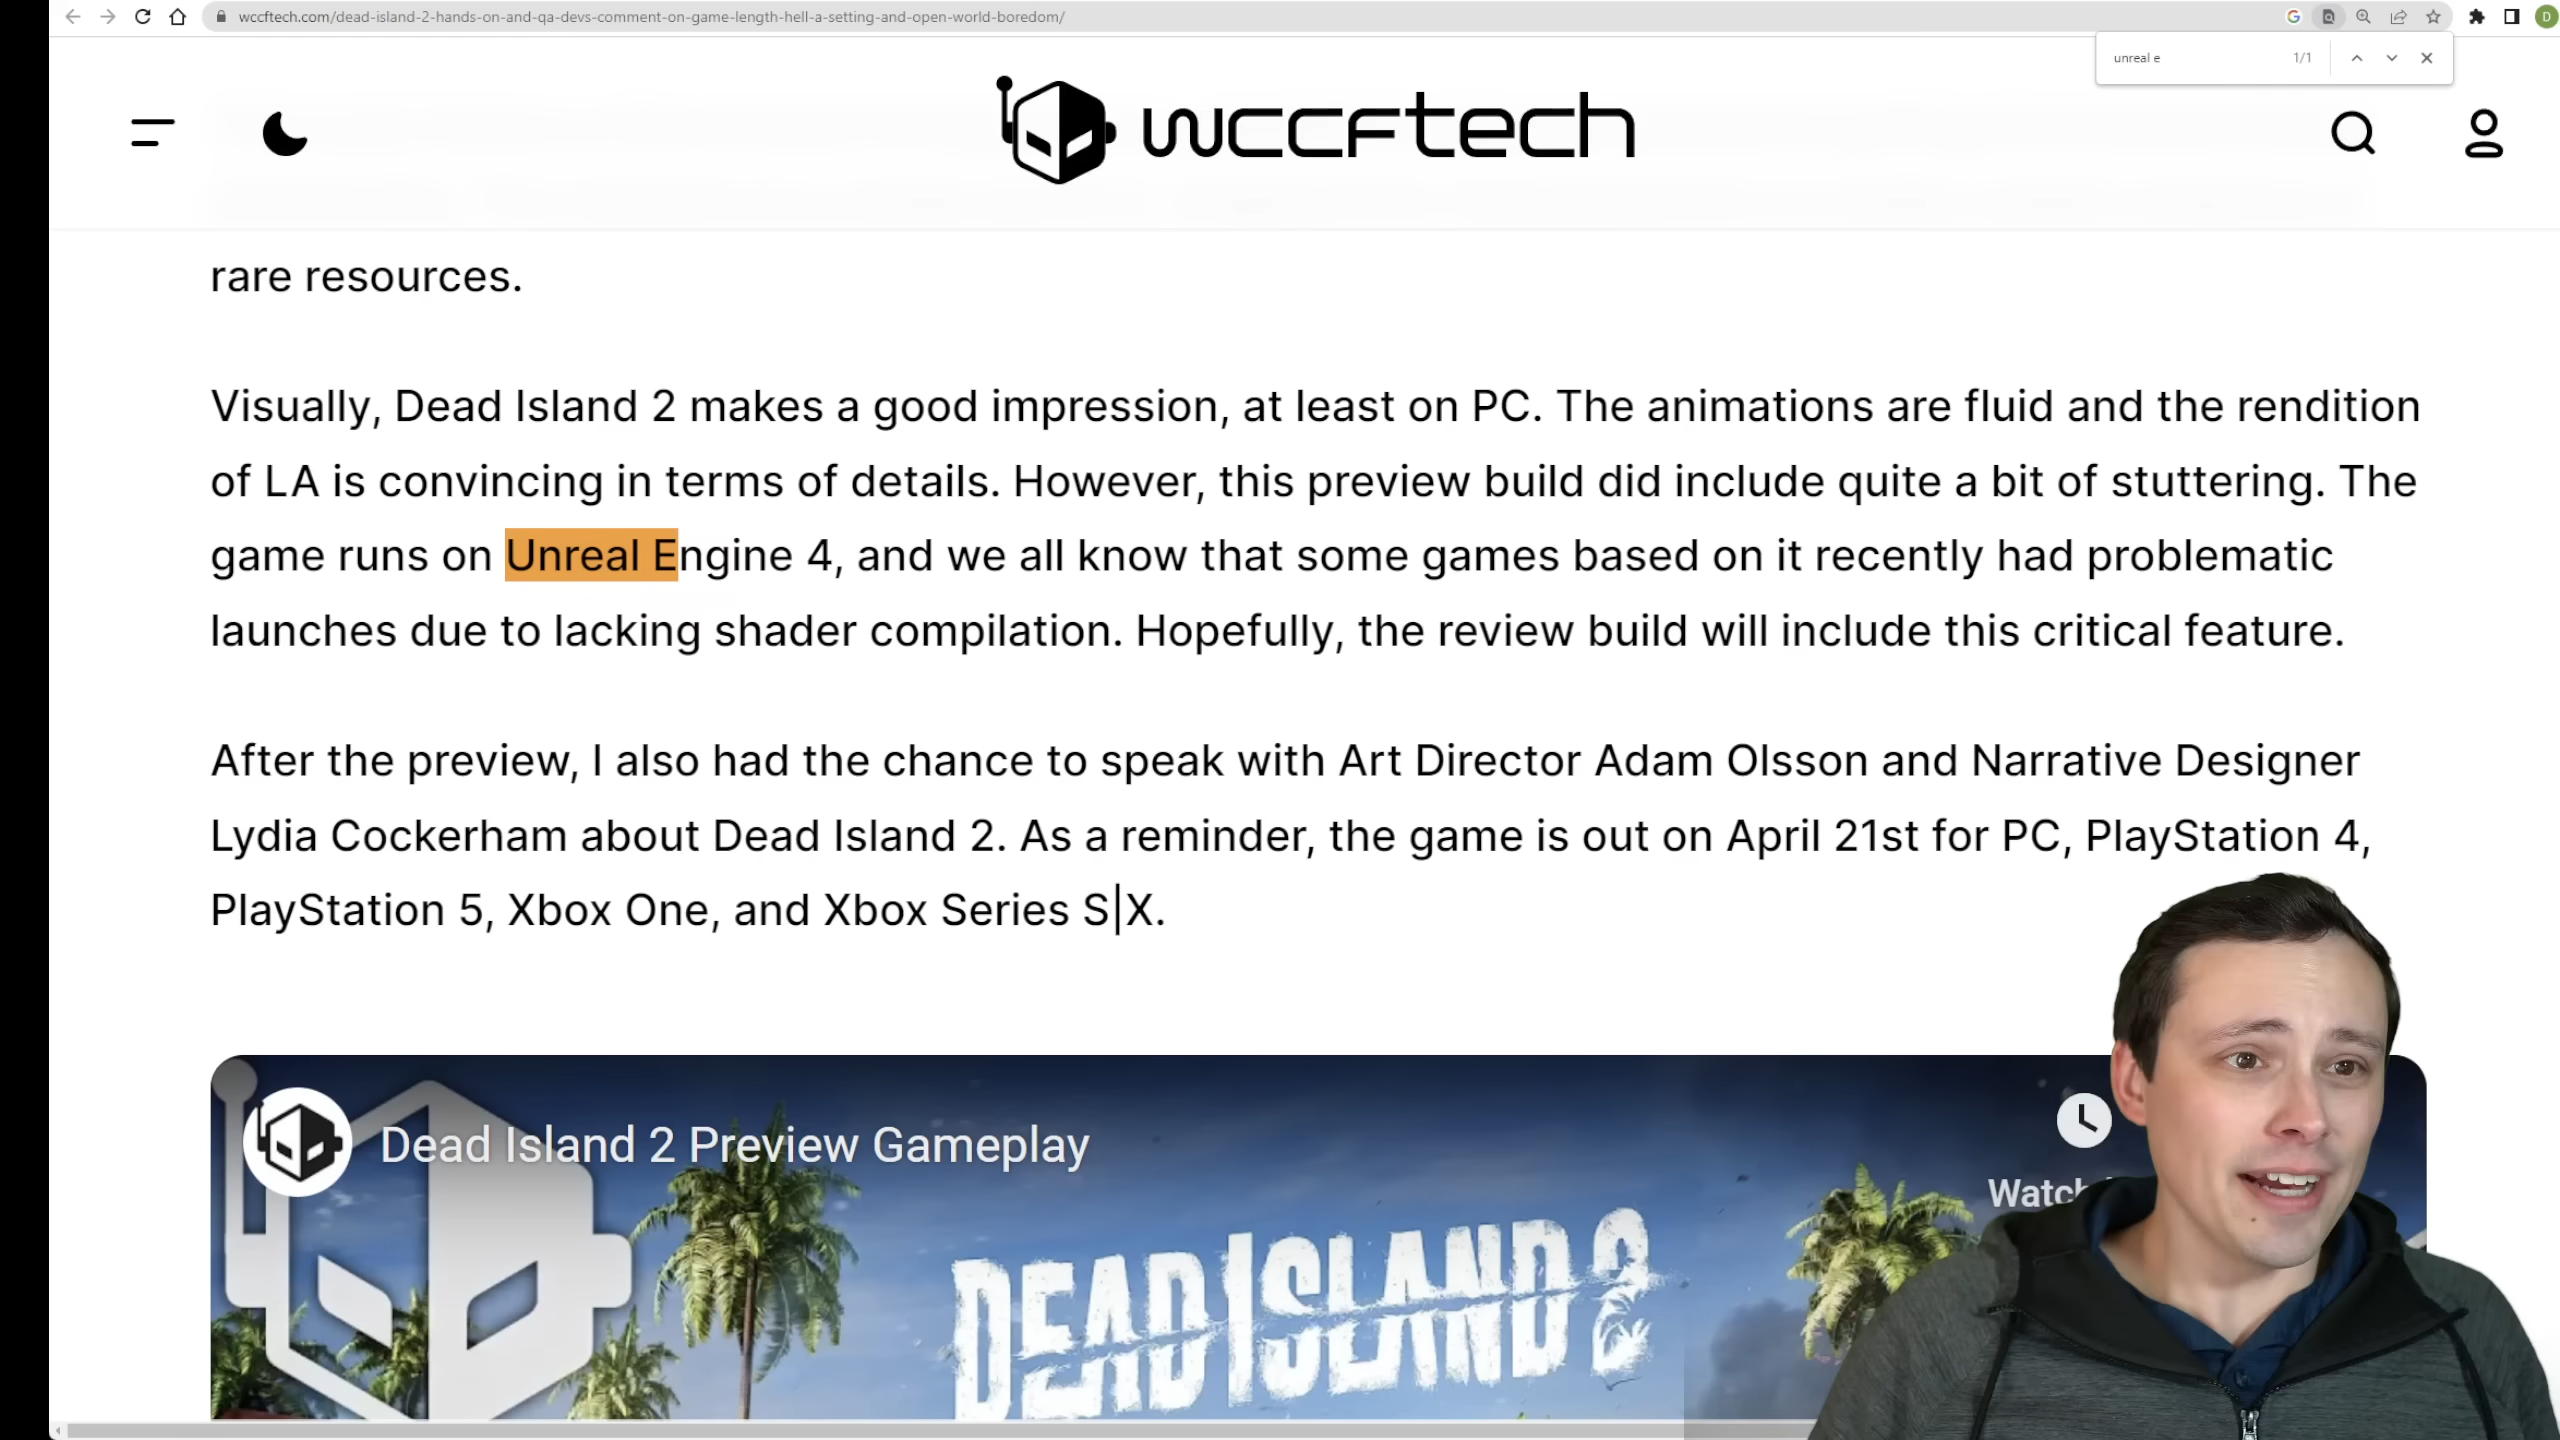 wccftech.com/dead-island-2-hands-on-and-qa-devs-comment-on-game-length-hell-a-setting-and-open-world-boredom/
G
D
unreal e 1/1
wccftech
rare resources.
Visually, Dead Island 2 makes a good impression, at least on PC. The animations are fluid and the rendition
of LA is convincing in terms of details. However, this preview build did include quite a bit of stuttering. The
game runs on Unreal Engine 4, and we all know that some games based on it recently had problematic
launches due to lacking shader compilation. Hopefully, the review build will include this critical feature.
After the preview, I also had the chance to speak with Art Director Adam Olsson and Narrative Designer
Lydia Cockerham about Dead Island 2. As a reminder, the game is out on April 21st for PC, PlayStation 4,
PlayStation 5, Xbox One, and Xbox Series S|X.
Dead Island 2 Preview Gameplay
Watch
DEAD ISLAND 2